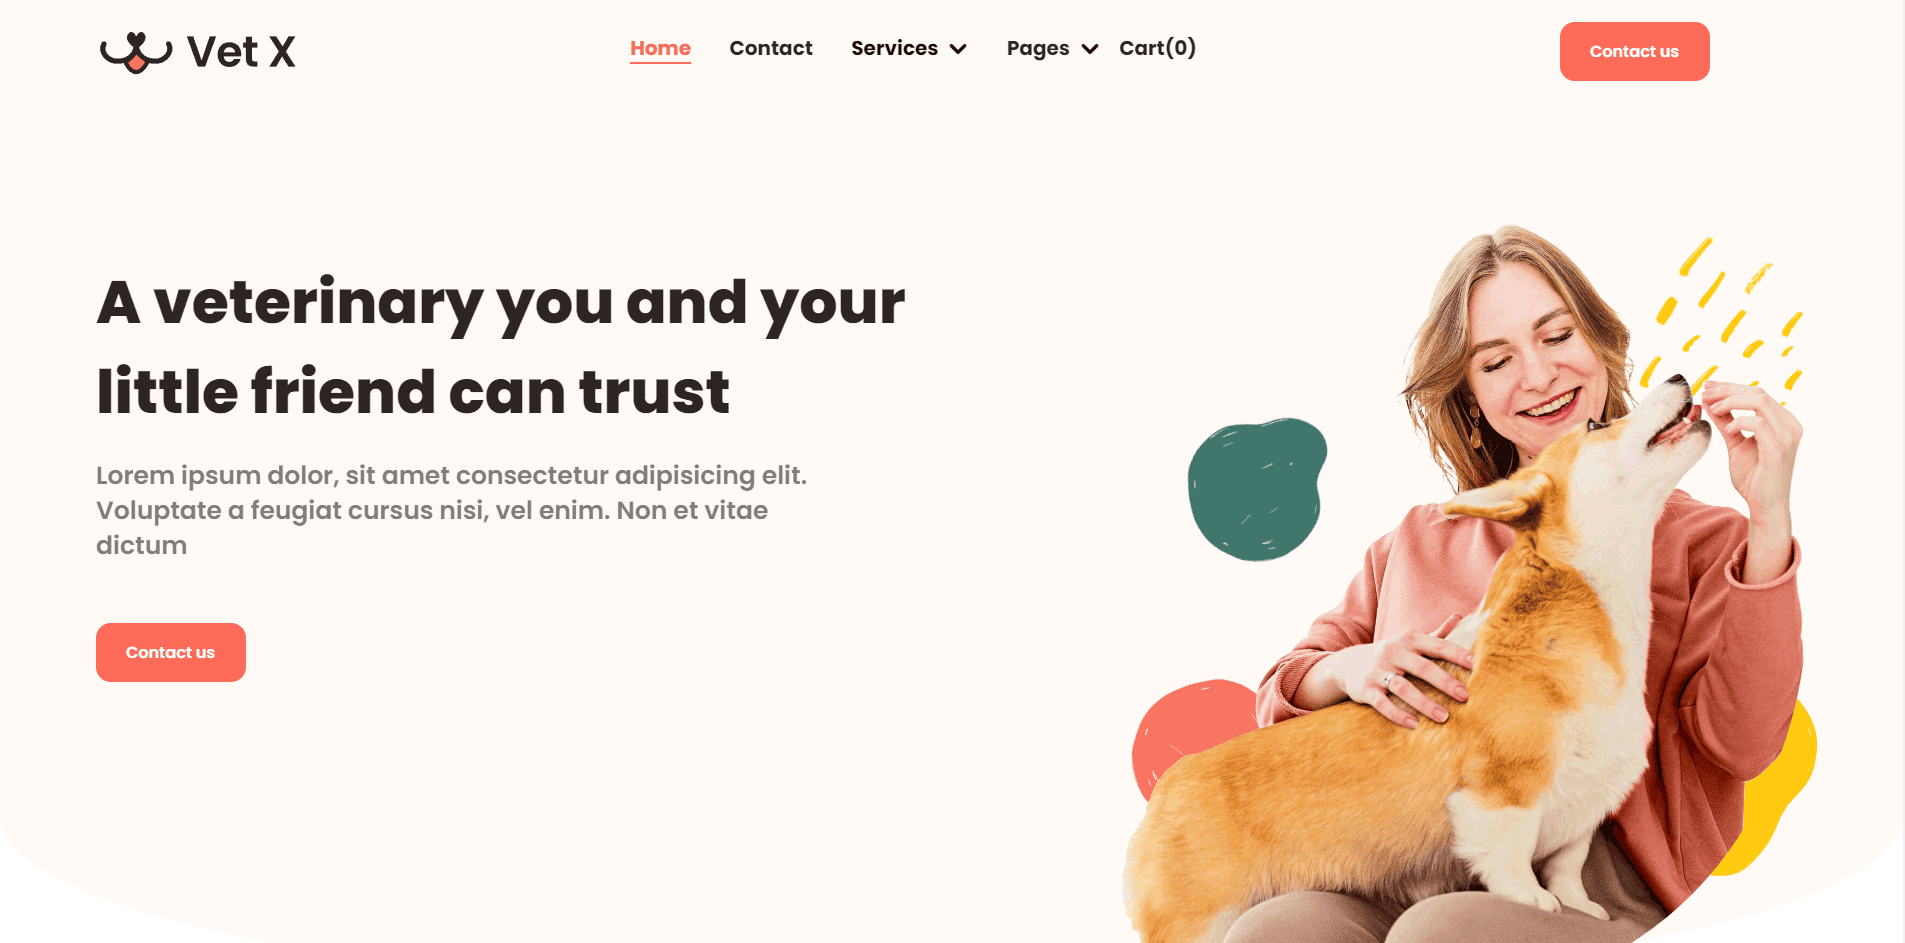 Vet X
Home
Contact
Services
Pages
Cart(0)
Contact us
A veterinary you and your
little friend can trust
Lorem ipsum dolor, sit amet consectetur adipisicing elit.
Voluptate a feugiat cursus nisi, vel enim. Non et vitae
dictum
Contact us